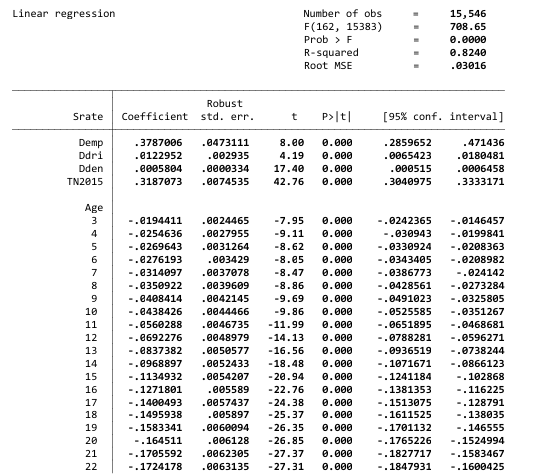 Linear regression Number of obs = 15,546
F(162, 15383) = 708.65
Prob > F = 0.0000
R-squared = 0.8240
Root MSE = .03016
Robust
Srate Coefficient std. err. t P>|t| [95% conf. interval]
Demp .3787006 .0473111 8.00 0.000 .2859652 .471436
Ddri .0122952 .002935 4.19 0.000 .0065423 .0180481
Dden .0005804 .0000334 17.40 0.000 .000515 .0006458
TN2015 .3187073 .0074535 42.76 0.000 .3040975 .3333171
Age
3 -.0194411 .0024465 -7.95 0.000 -.0242365 -.0146457
4 -.0254636 .0027955 -9.11 0.000 -.030943 -.0199841
5 -.0269643 .0031264 -8.62 0.000 -.0330924 -.0208363
6 -.0276193 .003429 -8.05 0.000 -.0343405 -.0208982
7 -.0314097 .0037078 -8.47 0.000 -.0386773 -.024142
8 -.0350922 .0039609 -8.86 0.000 -.0428561 -.0273284
9 -.0408414 .0042145 -9.69 0.000 -.0491023 -.0325805
10 -.0438426 .0044466 -9.86 0.000 -.0525585 -.0351267
11 -.0560288 .0046735 -11.99 0.000 -.0651895 -.0468681
12 -.0692276 .0048979 -14.13 0.000 -.0788281 -.0596271
13 -.0837382 .0050577 -16.56 0.000 -.0936519 -.0738244
14 -.0968897 .0052433 -18.48 0.000 -.1071671 -.0866123
15 -.1134932 .0054207 -20.94 0.000 -.1241184 -.102868
16 -.1271801 .005589 -22.76 0.000 -.1381353 -.116225
17 -.1400493 .0057437 -24.38 0.000 -.1513075 -.128791
18 -.1495938 .005897 -25.37 0.000 -.1611525 -.138035
19 -.1583341 .0060094 -26.35 0.000 -.1701132 -.146555
20 -.164511 .006128 -26.85 0.000 -.1765226 -.1524994
21 -.1705592 .0062305 -27.37 0.000 -.1827717 -.1583467
22 -.1724178 .0063135 -27.31 0.000 -.1847931 -.1600425